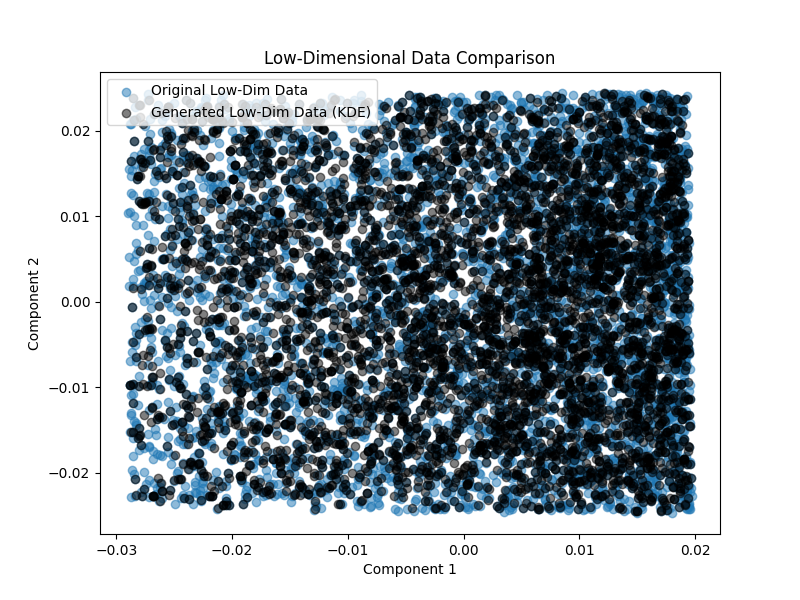 Low-Dimensional Data Comparison
Original Low-Dim Data
Generated Low-Dim Data (KDE)
0.02
0.01
0.00
−0.01
−0.02
Component 2
−0.03
−0.02
−0.01
0.00
0.01
0.02
Component 1